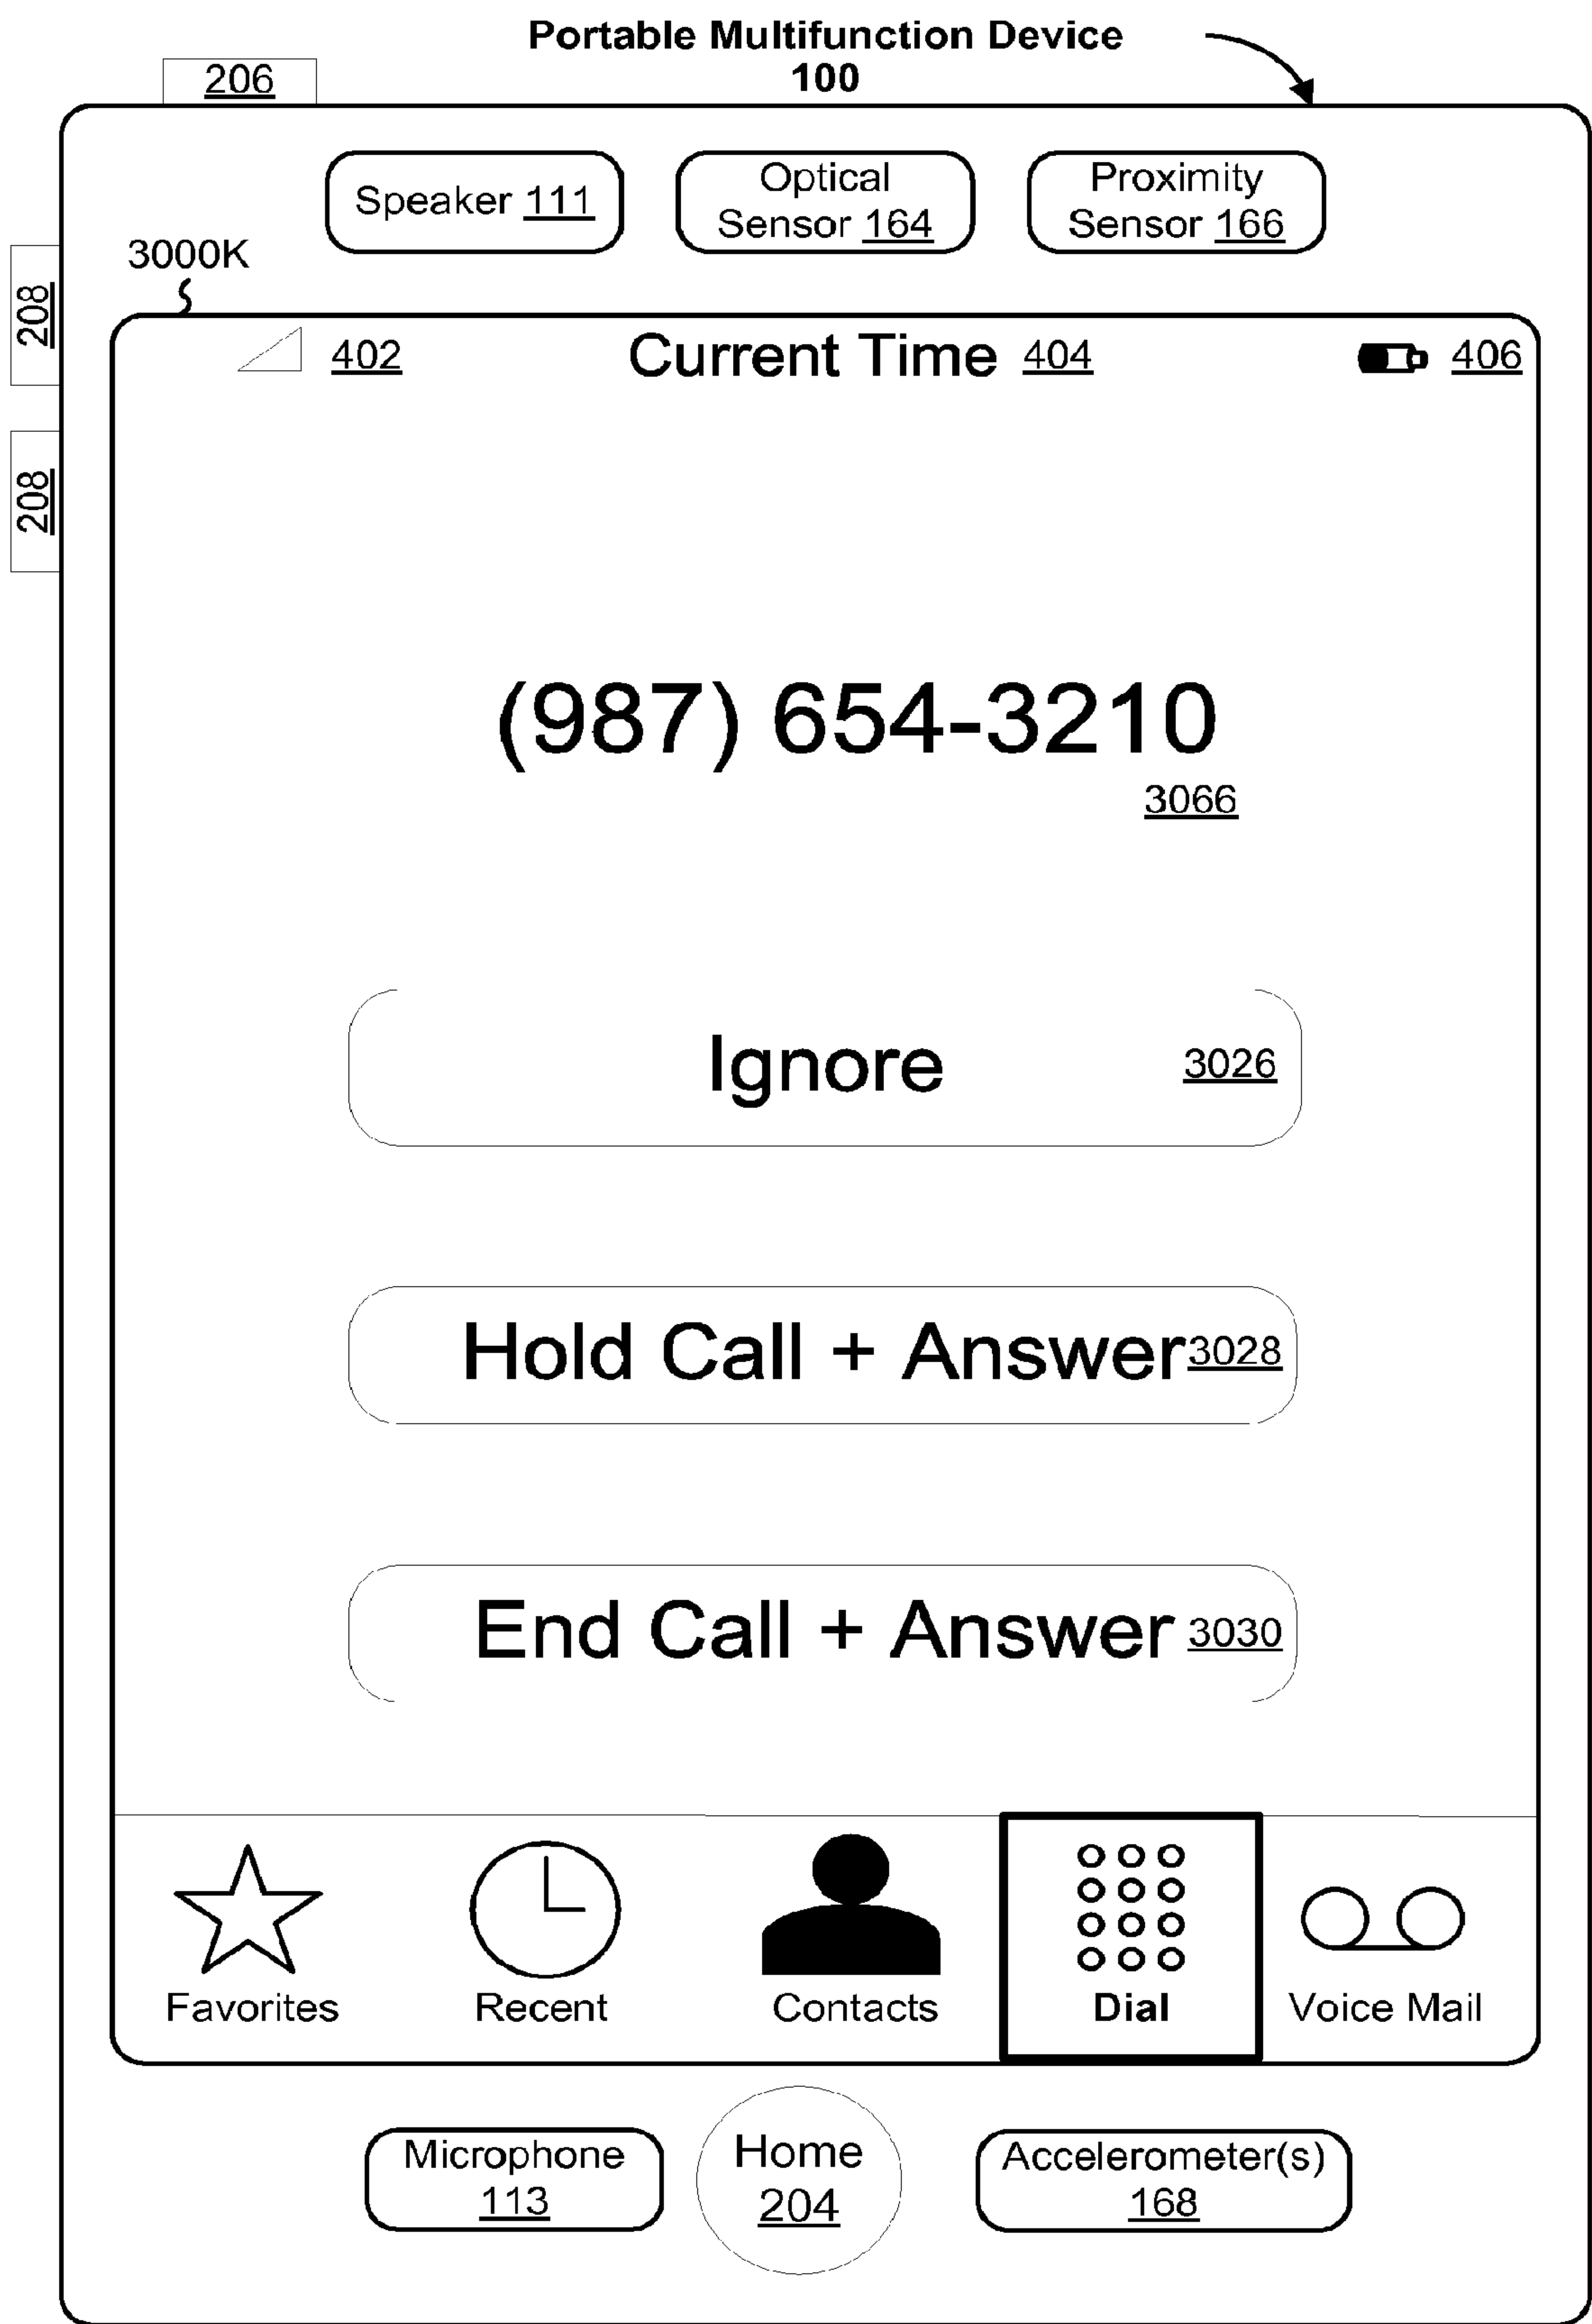 Portable Multifunction Device
100
206
Speaker 111
Optical
Sensor 164
Proximity
Sensor 166
3000K
208
208
402
Current Time 404
406
(987) 654-3210
3066
Ignore 3026
Hold Call + Answer 3028
End Call + Answer 3030
Favorites
Recent
Contacts
Dial
Voice Mail
Microphone
113
Home
204
Accelerometer(s)
168